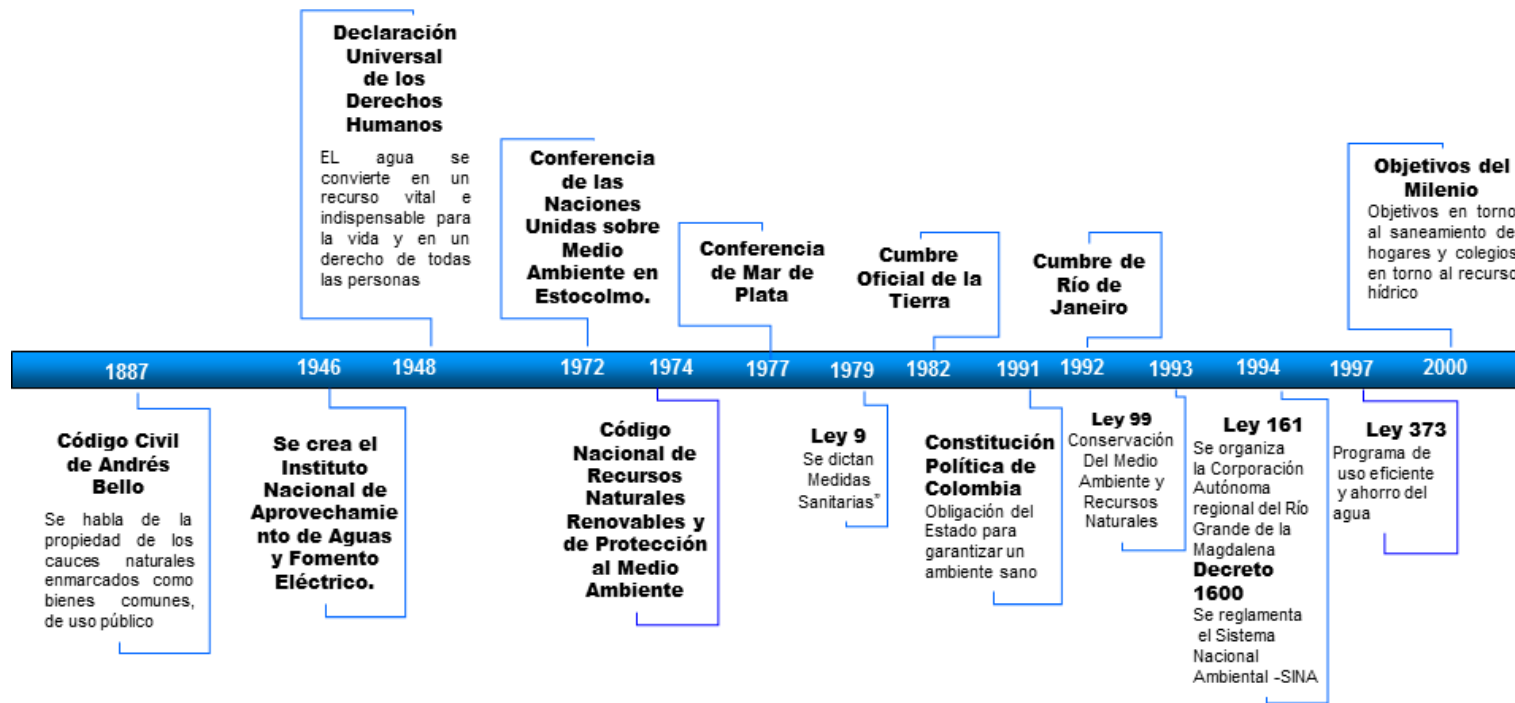 Declaración
Universal
de los
Derechos
Humanos
EL agua se
convierte en un
recurso vital e
indispensable para
la vida y en un
derecho de todas
las personas
Conferencia
de las
Naciones
Unidas sobre
Medio
Ambiente en
Estocolmo.
Conferencia
de Mar de
Plata
Cumbre
Oficial de la
Tierra
Cumbre de
Río de
Janeiro
Objetivos del
Milenio
Objetivos en torno
al saneamiento de
hogares y colegios
en torno al recurso
hídrico
1887
1946
1948
1972
1974
1977
1979
1982
1991
1992
1993
1994
1997
2000
Código Civil
de Andrés
Bello
Se habla de la
propiedad de los
cauces naturales
enmarcados como
bienes comunes,
de uso público
Se crea el
Instituto
Nacional de
Aprovechamie
nto de Aguas
y Fomento
Eléctrico.
Código
Nacional de
Recursos
Naturales
Renovables y
de Protección
al Medio
Ambiente
Ley 9
Se dictan
Medidas
Sanitarias”
Constitución
Política de
Colombia
Obligación del
Estado para
garantizar un
ambiente sano
Ley 99
Conservación
Del Medio
Ambiente y
Recursos
Naturales
Ley 161
Se organiza
la Corporación
Autónoma
regional del Río
Grande de la
Magdalena
Decreto
1600
Se reglamenta
el Sistema
Nacional
Ambiental -SINA
Ley 373
Programa de
uso eficiente
y ahorro del
agua